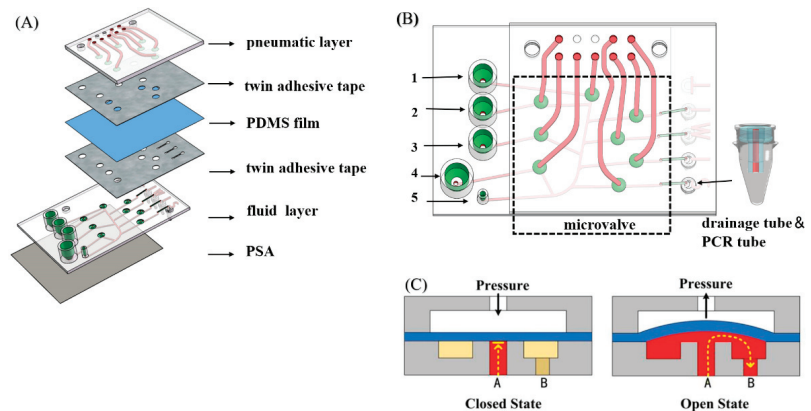 (A)
pneumatic layer
twin adhesive tape
PDMS film
twin adhesive tape
fluid layer
PSA
(B)
1
2
3
4
5
microvalve
drainage tube&
PCR tube
(C)
Pressure
A
B
Closed State
Pressure
A
B
Open State